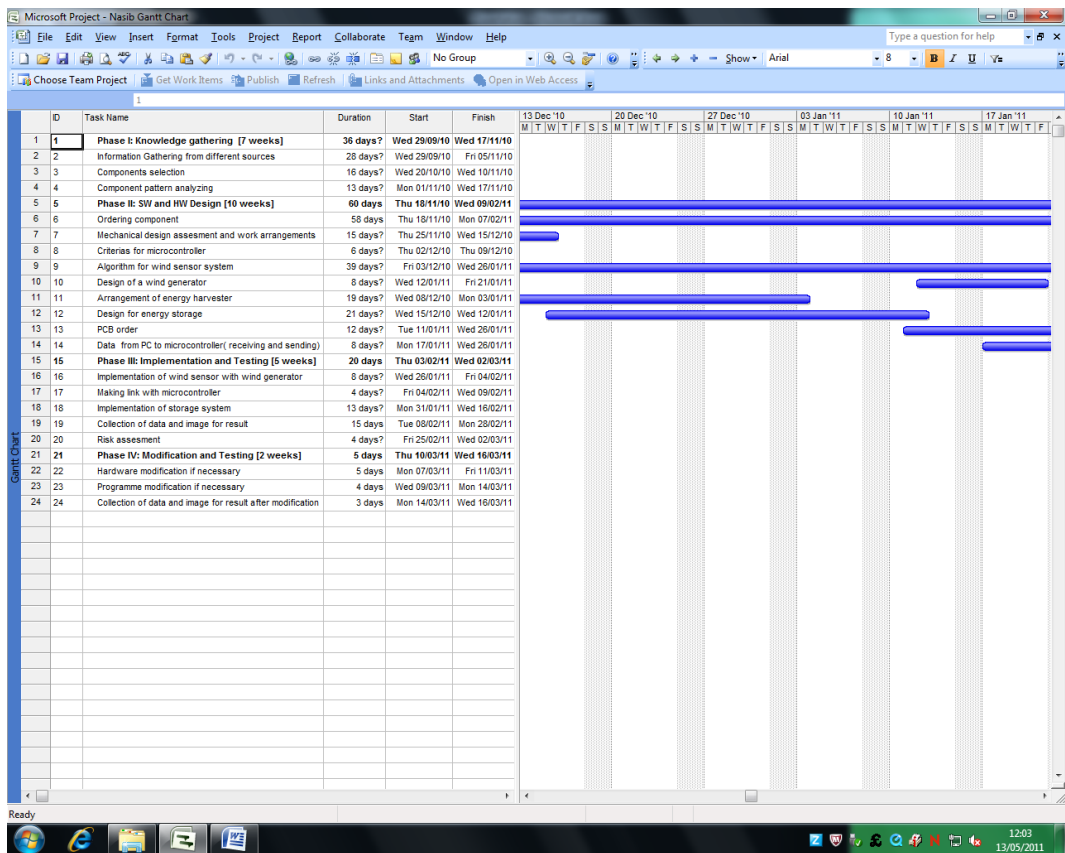 Microsoft Project - Nasib Gantt Chart
File Edit View Insert Format Tools Project Report Collaborate Team Window Help Type a question for help
No Group Show Arial 8 B I U
Choose Team Project Get Work Items Publish Refresh Links and Attachments Open in Web Access
1
ID Task Name Duration Start Finish 13 Dec '10 20 Dec '10 27 Dec '10 03 Jan '11 10 Jan '11 17 Jan '11
M T W T F S S M T W T F S S M T W T F S S M T W T F S S M T W T F S S M T W T F
1 1 Phase I: Knowledge gathering [7 weeks] 36 days? Wed 29/09/10 Wed 17/11/10
2 2 Information Gathering from different sources 28 days? Wed 29/09/10 Fri 05/11/10
3 3 Components selection 16 days? Wed 20/10/10 Wed 10/11/10
4 4 Component pattern analyzing 13 days? Mon 01/11/10 Wed 17/11/10
5 5 Phase II: SW and HW Design [10 weeks] 60 days Thu 18/11/10 Wed 09/02/11
6 6 Ordering component 58 days Thu 18/11/10 Mon 07/02/11
7 7 Mechanical design assesment and work arrangements 15 days? Thu 25/11/10 Wed 15/12/10
8 8 Criterias for microcontroller 6 days? Thu 02/12/10 Thu 09/12/10
9 9 Algorithm for wind sensor system 39 days? Fri 03/12/10 Wed 26/01/11
10 10 Design of a wind generator 8 days? Wed 12/01/11 Fri 21/01/11
11 11 Arrangement of energy harvester 19 days? Wed 08/12/10 Mon 03/01/11
12 12 Design for energy storage 21 days? Wed 15/12/10 Wed 12/01/11
13 13 PCB order 12 days? Tue 11/01/11 Wed 26/01/11
14 14 Data from PC to microcontroller( receiving and sending) 8 days? Mon 17/01/11 Wed 26/01/11
15 15 Phase III: Implementation and Testing [5 weeks] 20 days Thu 03/02/11 Wed 02/03/11
16 16 Implementation of wind sensor with wind generator 8 days? Wed 26/01/11 Fri 04/02/11
17 17 Making link with microcontroller 4 days? Fri 04/02/11 Wed 09/02/11
18 18 Implementation of storage system 13 days? Mon 31/01/11 Wed 16/02/11
19 19 Collection of data and image for result 15 days Tue 08/02/11 Mon 28/02/11
20 20 Risk assesment 4 days? Fri 25/02/11 Wed 02/03/11
21 21 Phase IV: Modification and Testing [2 weeks] 5 days Thu 10/03/11 Wed 16/03/11
22 22 Hardware modification if necessary 5 days Mon 07/03/11 Fri 11/03/11
23 23 Programme modification if necessary 4 days Wed 09/03/11 Mon 14/03/11
24 24 Collection of data and image for result after modification 3 days Mon 14/03/11 Wed 16/03/11
Gantt Chart
Ready
12:03
13/05/2011